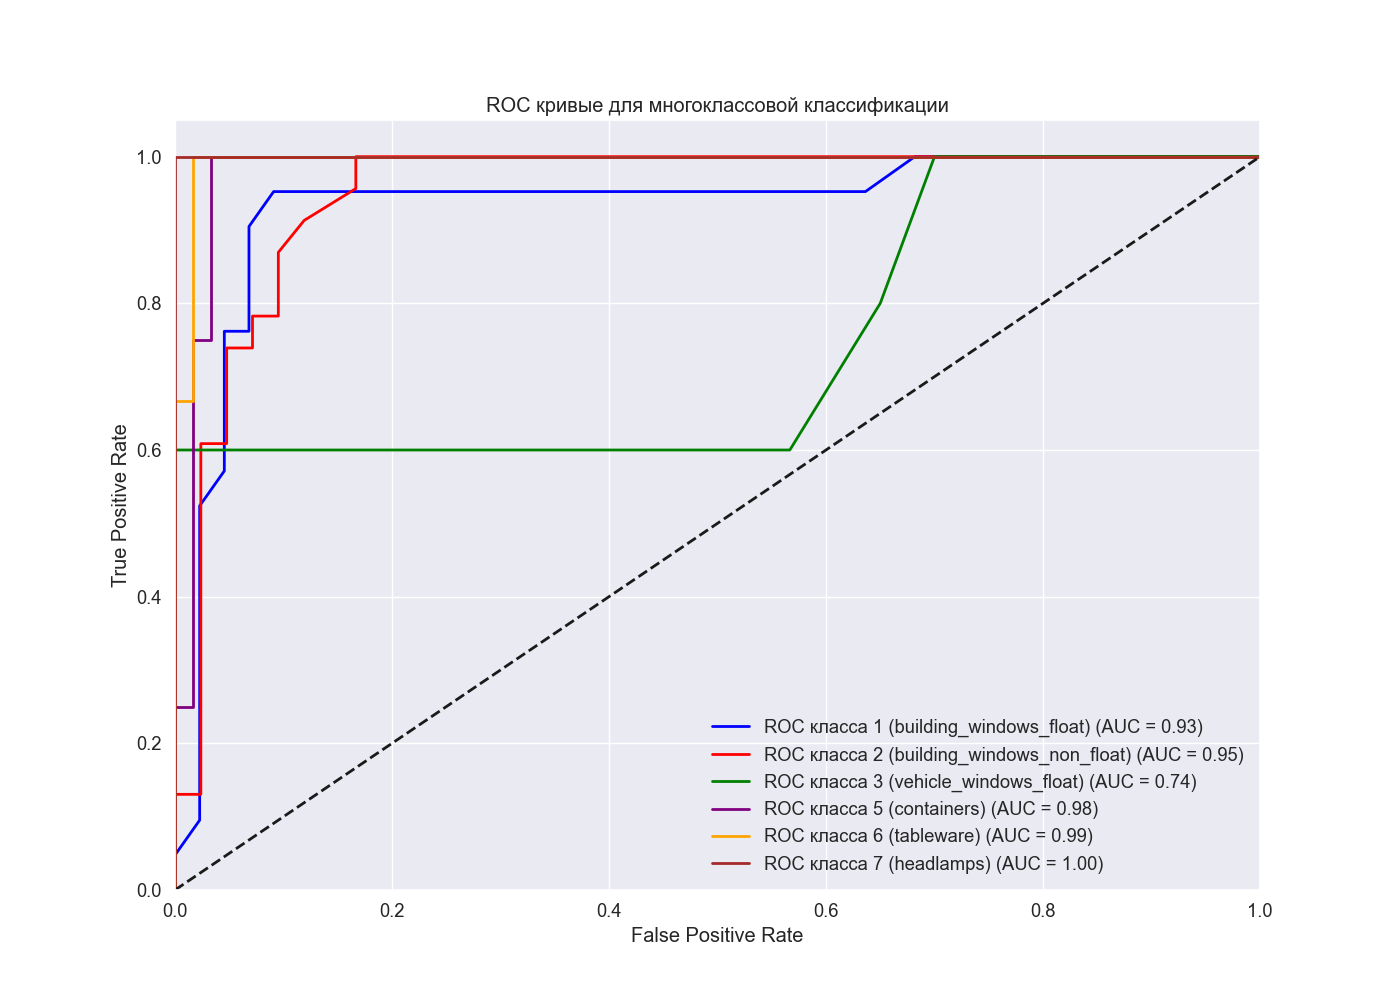 ROC кривые для многоклассовой классификации
1.0
0.8
0.6
0.4
0.2
0.0
True Positive Rate
ROC класса 1 (building_windows_float) (AUC = 0.93)
ROC класса 2 (building_windows_non_float) (AUC = 0.95)
ROC класса 3 (vehicle_windows_float) (AUC = 0.74)
ROC класса 5 (containers) (AUC = 0.98)
ROC класса 6 (tableware) (AUC = 0.99)
ROC класса 7 (headlamps) (AUC = 1.00)
0.0 0.2 0.4 0.6 0.8 1.0
False Positive Rate